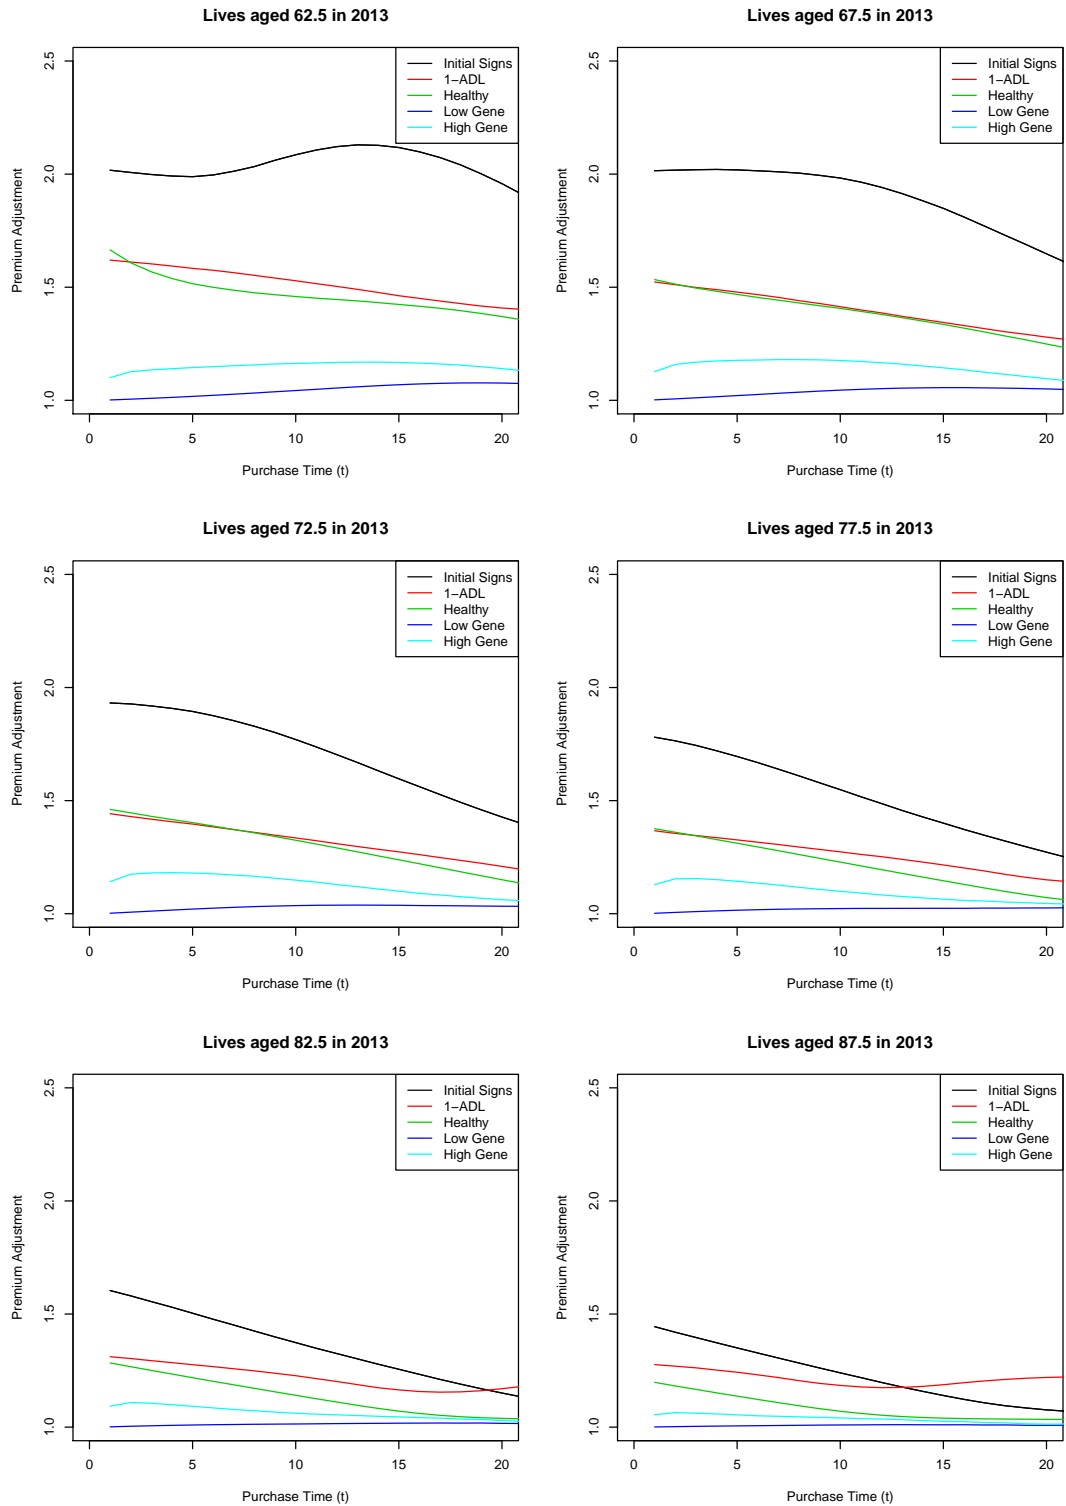 Lives aged 62.5 in 2013
2.5
2.0
1.5
1.0
Premium Adjustment
Initial Signs
1−ADL
Healthy
Low Gene
High Gene
0 5 10 15 20
Purchase Time (t)
Lives aged 67.5 in 2013
2.5
2.0
1.5
1.0
Premium Adjustment
Initial Signs
1−ADL
Healthy
Low Gene
High Gene
0 5 10 15 20
Purchase Time (t)
Lives aged 72.5 in 2013
2.5
2.0
1.5
1.0
Premium Adjustment
Initial Signs
1−ADL
Healthy
Low Gene
High Gene
0 5 10 15 20
Purchase Time (t)
Lives aged 77.5 in 2013
2.5
2.0
1.5
1.0
Premium Adjustment
Initial Signs
1−ADL
Healthy
Low Gene
High Gene
0 5 10 15 20
Purchase Time (t)
Lives aged 82.5 in 2013
2.5
2.0
1.5
1.0
Premium Adjustment
Initial Signs
1−ADL
Healthy
Low Gene
High Gene
0 5 10 15 20
Purchase Time (t)
Lives aged 87.5 in 2013
2.5
2.0
1.5
1.0
Premium Adjustment
Initial Signs
1−ADL
Healthy
Low Gene
High Gene
0 5 10 15 20
Purchase Time (t)